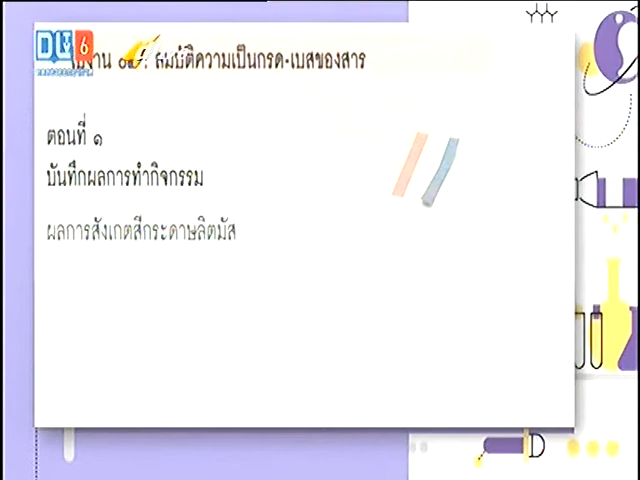 DLTV 6
สมบัติความเป็นกรด-เบสของสาร
ตอนที่ ๑
บันทึกผลการทำกิจกรรม
ผลการสังเกตสีกระดาษลิตมัส